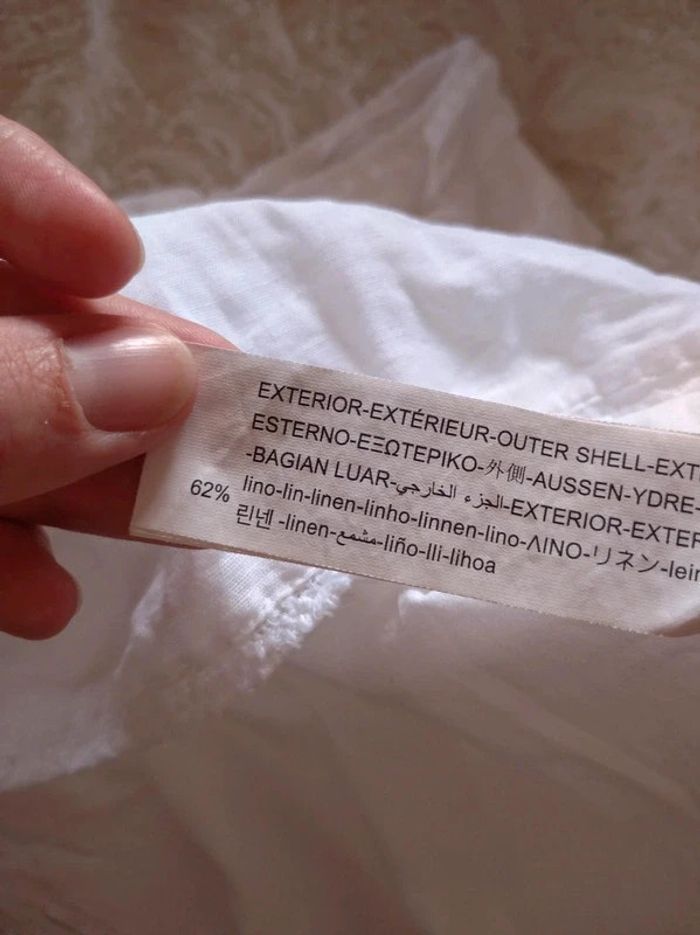 EXTERIOR-EXTÉRIEUR-OUTER SHELL-EXT
ESTERNO-ΕΞΩΤΕΡΙΚΟ-外側-AUSSEN-YDRE-
-BAGIAN LUAR-الجزء الخارجي-EXTERIOR-EXTER
62% lino-lin-linen-linho-linnen-lino-ΛΙΝΟ-リネン-lein
린넨 -linen-مشمع-liño-lli-lihoa